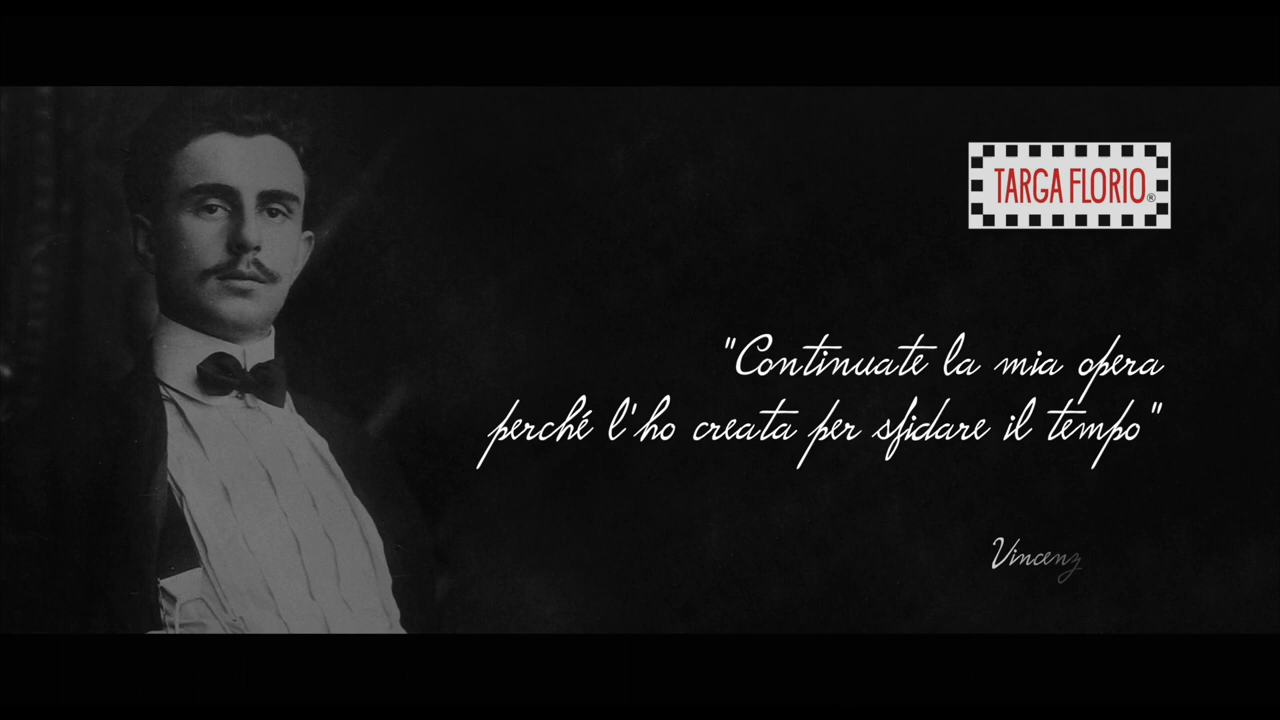 TARGA FLORIO®
"Continuate la mia opera
perché l'ho creata per sfidare il tempo"
Vincenz